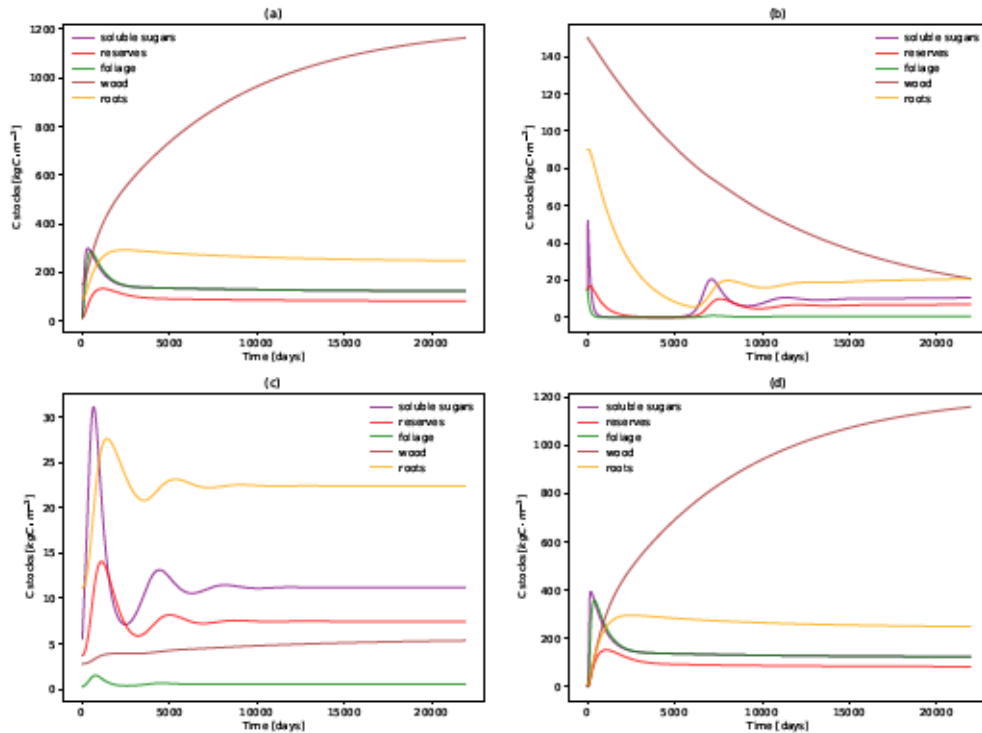 (a)
soluble sugars
reserves
foliage
wood
roots
1200
1000
800
600
400
200
0
C stocks [kgC·m⁻³]
0 5000 10000 15000 20000
Time [days]
(b)
soluble sugars
reserves
foliage
wood
roots
140
120
100
80
60
40
20
0
C stocks [kgC·m⁻³]
0 5000 10000 15000 20000
Time [days]
(c)
soluble sugars
reserves
foliage
wood
roots
30
25
20
15
10
5
0
C stocks [kgC·m⁻³]
0 5000 10000 15000 20000
Time [days]
(d)
soluble sugars
reserves
foliage
wood
roots
1200
1000
800
600
400
200
0
C stocks [kgC·m⁻³]
0 5000 10000 15000 20000
Time [days]